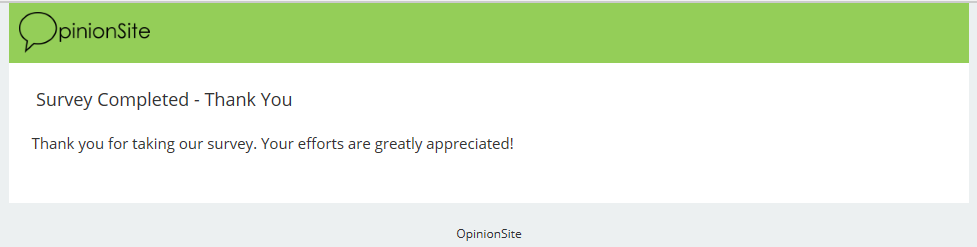 OpinionSite
Survey Completed - Thank You
Thank you for taking our survey. Your efforts are greatly appreciated!
OpinionSite